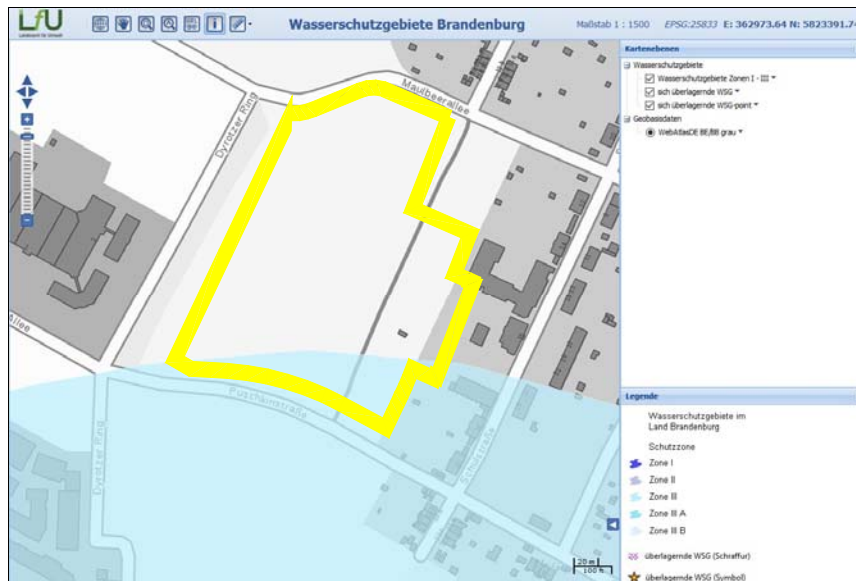 LfU
Landesamt für Umwelt
Wasserschutzgebiete Brandenburg
Maßstab 1 : 1500
EPSG:25833 E: 362973.64 N: 5823391.74
Kartenebenen
Wasserschutzgebiete
Wasserschutzgebiete Zonen I - III
sich überlagernde WSG
sich überlagernde WSG-point
Geobasisdaten
WebAtlasDE BE/BB grau
Maulbeerallee
Dyrotzer Ring
Allee
Puschkinstraße
Dyrotzer Ring
Schulstraße
20 m
100 ft
Legende
Wasserschutzgebiete im
Land Brandenburg
Schutzzone
Zone I
Zone II
Zone III
Zone III A
Zone III B
überlagernde WSG (Schraffur)
überlagernde WSG (Symbol)